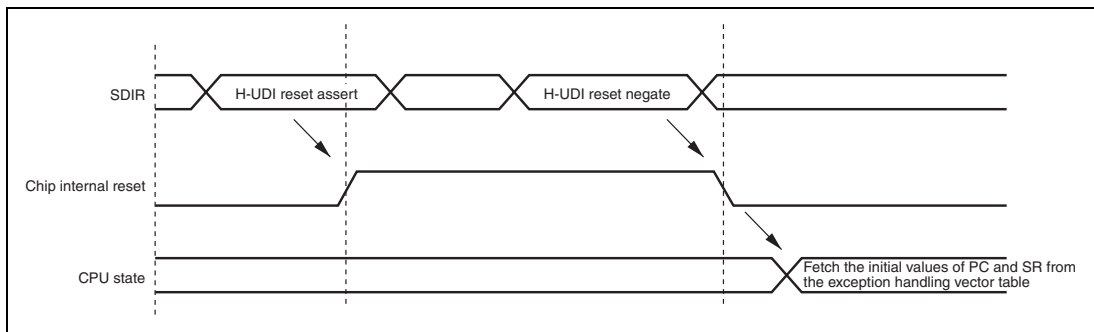 SDIR
H-UDI reset assert
H-UDI reset negate
Chip internal reset
CPU state
Fetch the initial values of PC and SR from
the exception handling vector table